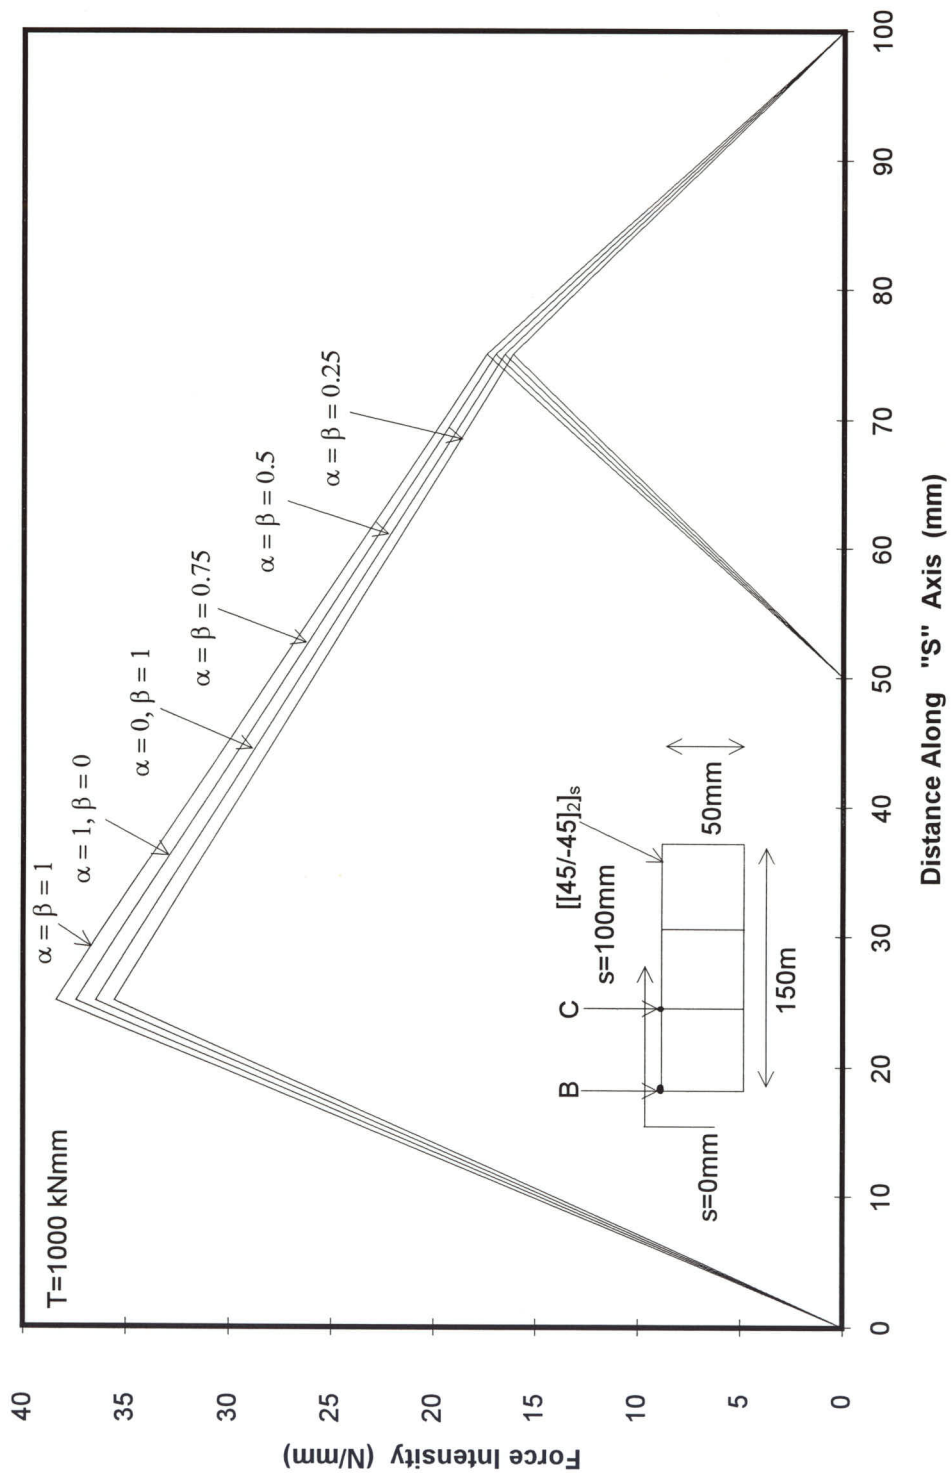 T=1000 kNmm
α = β = 1
α = 1, β = 0
α = 0, β = 1
α = β = 0.75
α = β = 0.5
α = β = 0.25
40
35
30
25
20
15
10
5
0
Force Intensity (N/mm)
B
C
[[45/-45]2]s
s=100mm
s=0mm
50mm
150m
0
10
20
30
40
50
60
70
80
90
100
Distance Along "S" Axis (mm)